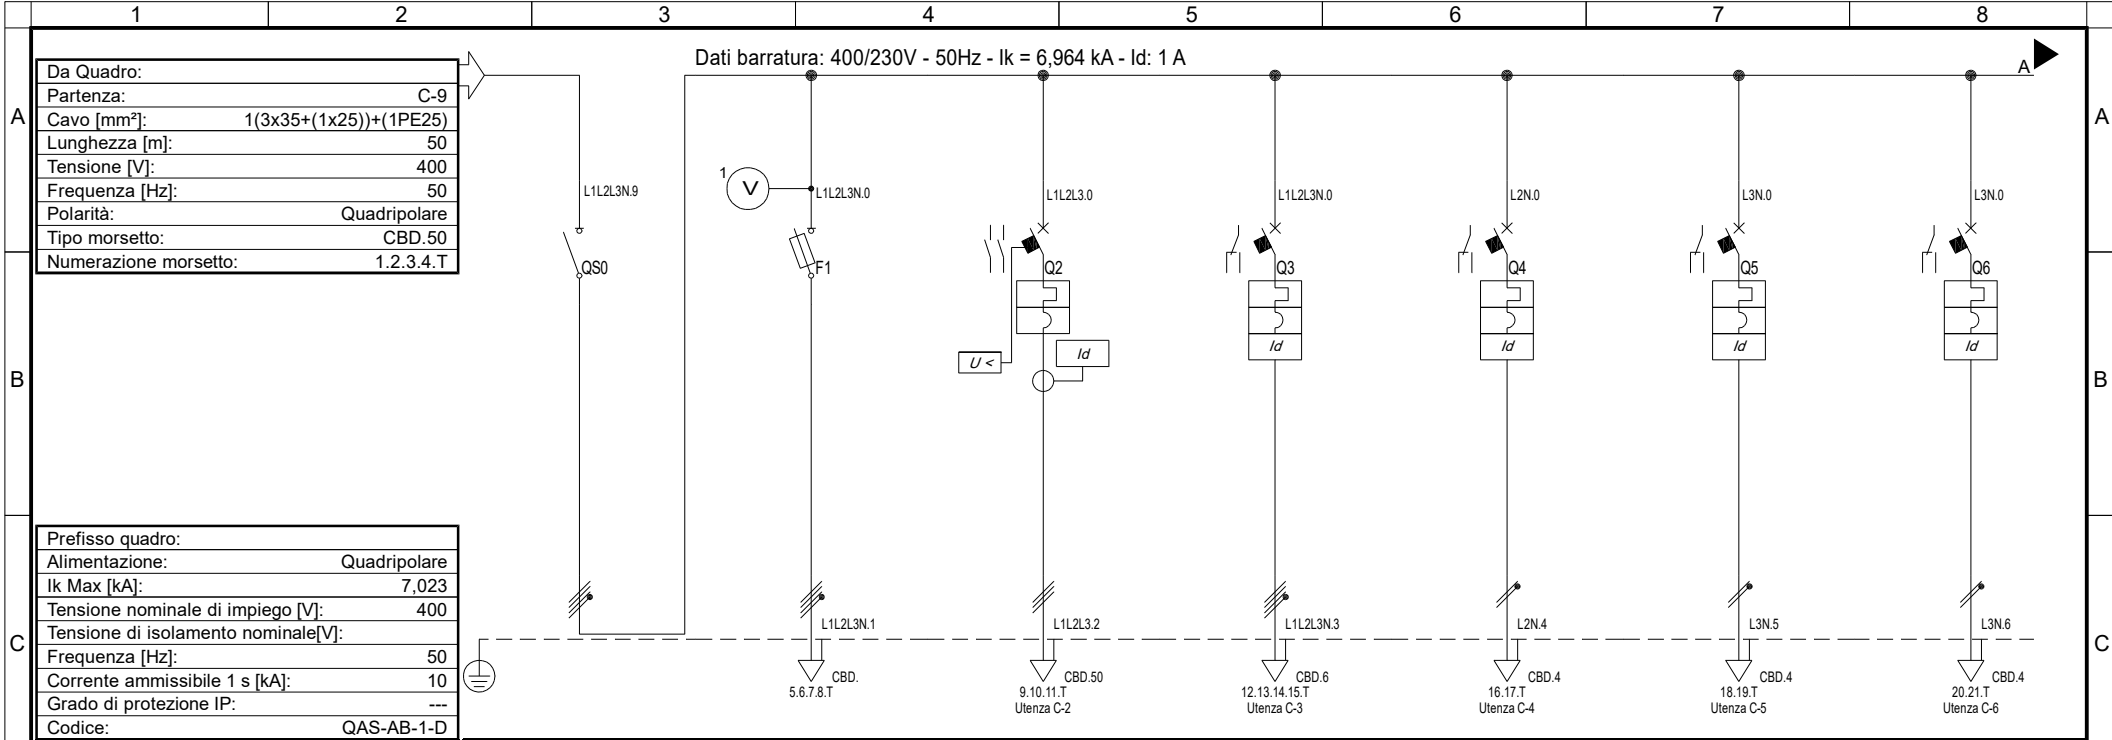 1 2 3 4 5 6 7 8
Dati barratura: 400/230V - 50Hz - Ik = 6,964 kA - Id: 1 A
A
A A
Da Quadro:
Partenza: C-9
Cavo [mm²]: 1(3x35+(1x25))+(1PE25)
Lunghezza [m]: 50
Tensione [V]: 400
Frequenza [Hz]: 50
Polarità: Quadripolare
Tipo morsetto: CBD.50
Numerazione morsetto: 1.2.3.4.T
1
V
L1L2L3N.9 L1L2L3N.0 L1L2L3.0 L1L2L3N.0 L2N.0 L3N.0 L3N.0
QS0 F1 Q2 Q3 Q4 Q5 Q6
U < Id Id Id Id Id
B B
Prefisso quadro:
Alimentazione: Quadripolare
Ik Max [kA]: 7,023
Tensione nominale di impiego [V]: 400
Tensione di isolamento nominale[V]:
Frequenza [Hz]: 50
Corrente ammissibile 1 s [kA]: 10
Grado di protezione IP: ---
Codice: QAS-AB-1-D
L1L2L3N.1 L1L2L3.2 L1L2L3N.3 L2N.4 L3N.5 L3N.6
C C
CBD. CBD.50 CBD.6 CBD.4 CBD.4 CBD.4
5.6.7.8.T 9.10.11.T 12.13.14.15.T 16.17.T 18.19.T 20.21.T
Utenza C-2 Utenza C-3 Utenza C-4 Utenza C-5 Utenza C-6